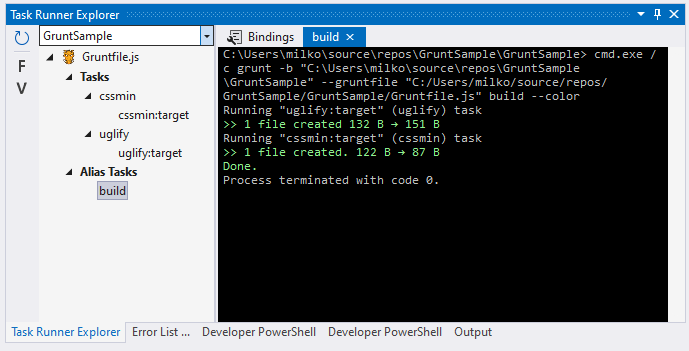 Task Runner Explorer
GruntSample
Bindings
build
F
V
Gruntfile.js
Tasks
cssmin
cssmin:target
uglify
uglify:target
Alias Tasks
build
C:\Users\milko\source\repos\GruntSample\GruntSample> cmd.exe /
c grunt -b "C:\Users\milko\source\repos\GruntSample
\GruntSample" --gruntfile "C:/Users/milko/source/repos/
GruntSample/GruntSample/Gruntfile.js" build --color
Running "uglify:target" (uglify) task
>> 1 file created 132 B → 151 B
Running "cssmin:target" (cssmin) task
>> 1 file created. 122 B → 87 B
Done.
Process terminated with code 0.
Task Runner Explorer Error List ... Developer PowerShell Developer PowerShell Output